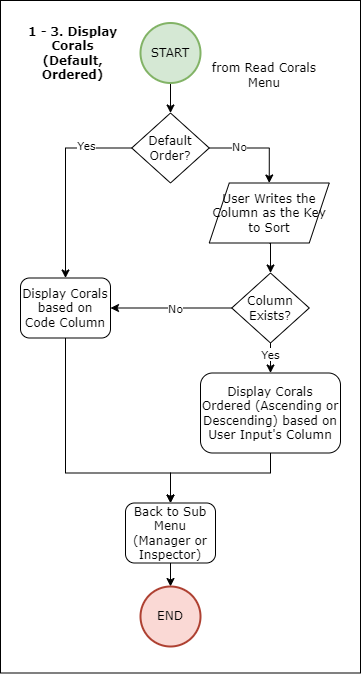 1 - 3. Display
Corals
(Default,
Ordered)
START
from Read Corals
Menu
Default
Order?
Yes
No
User Writes the
Column as the Key
to Sort
Display Corals
based on
Code Column
No
Column
Exists?
Yes
Display Corals
Ordered (Ascending or
Descending) based on
User Input's Column
Back to Sub
Menu
(Manager or
Inspector)
END